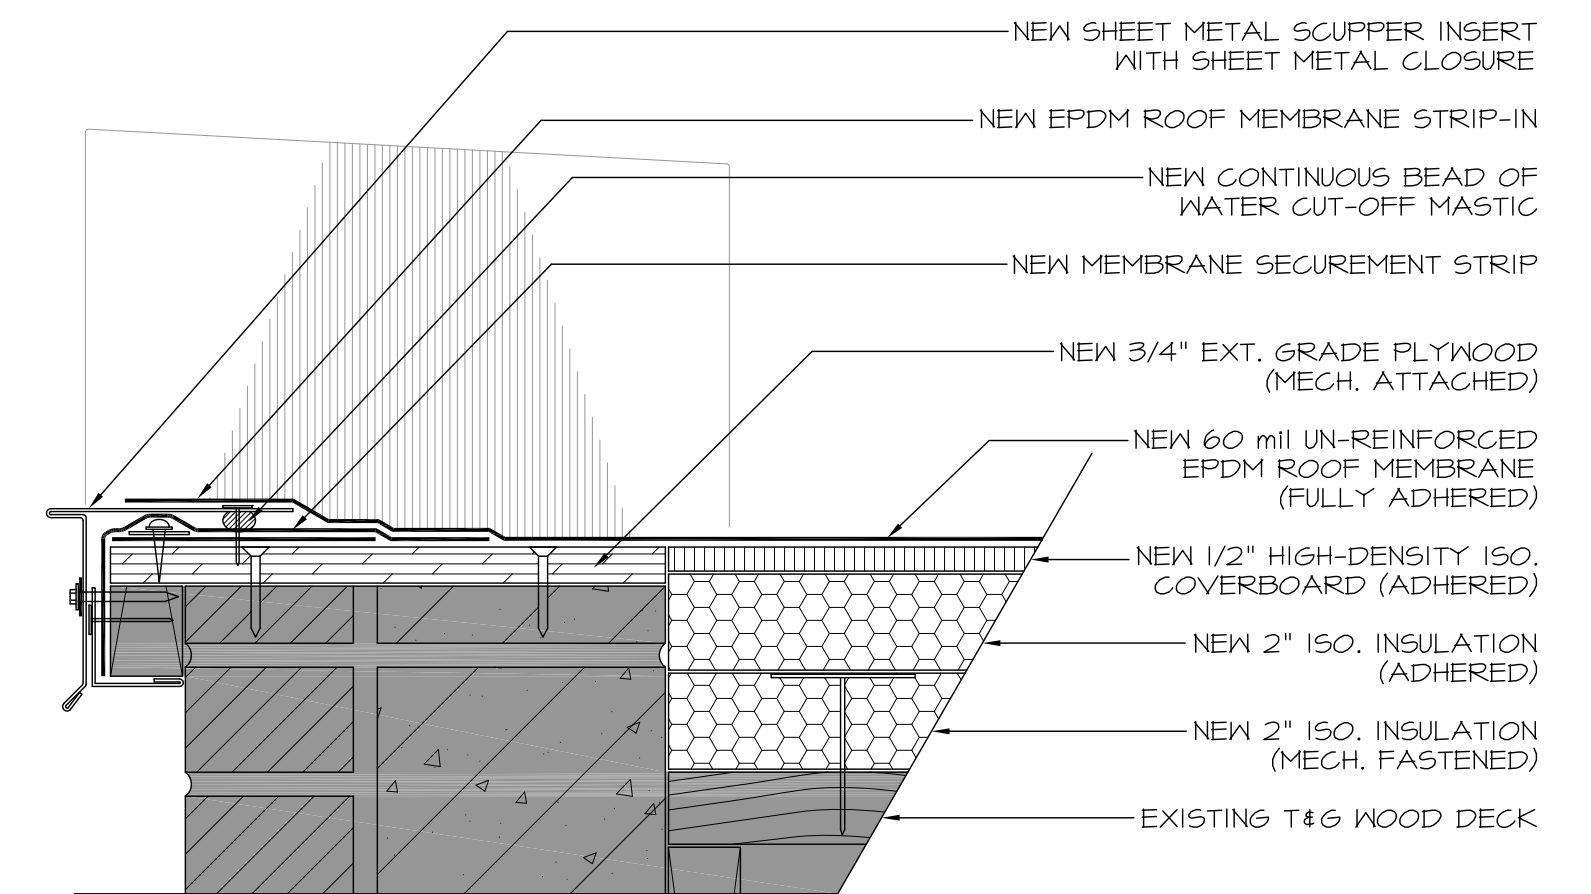 NEW SHEET METAL SCUPPER INSERT
WITH SHEET METAL CLOSURE
NEW EPDM ROOF MEMBRANE STRIP-IN
NEW CONTINUOUS BEAD OF
WATER CUT-OFF MASTIC
NEW MEMBRANE SECUREMENT STRIP
NEW 3/4" EXT. GRADE PLYWOOD
(MECH. ATTACHED)
NEW 60 mil UN-REINFORCED
EPDM ROOF MEMBRANE
(FULLY ADHERED)
NEW 1/2" HIGH-DENSITY ISO.
COVERBOARD (ADHERED)
NEW 2" ISO. INSULATION
(ADHERED)
NEW 2" ISO. INSULATION
(MECH. FASTENED)
EXISTING T&G WOOD DECK